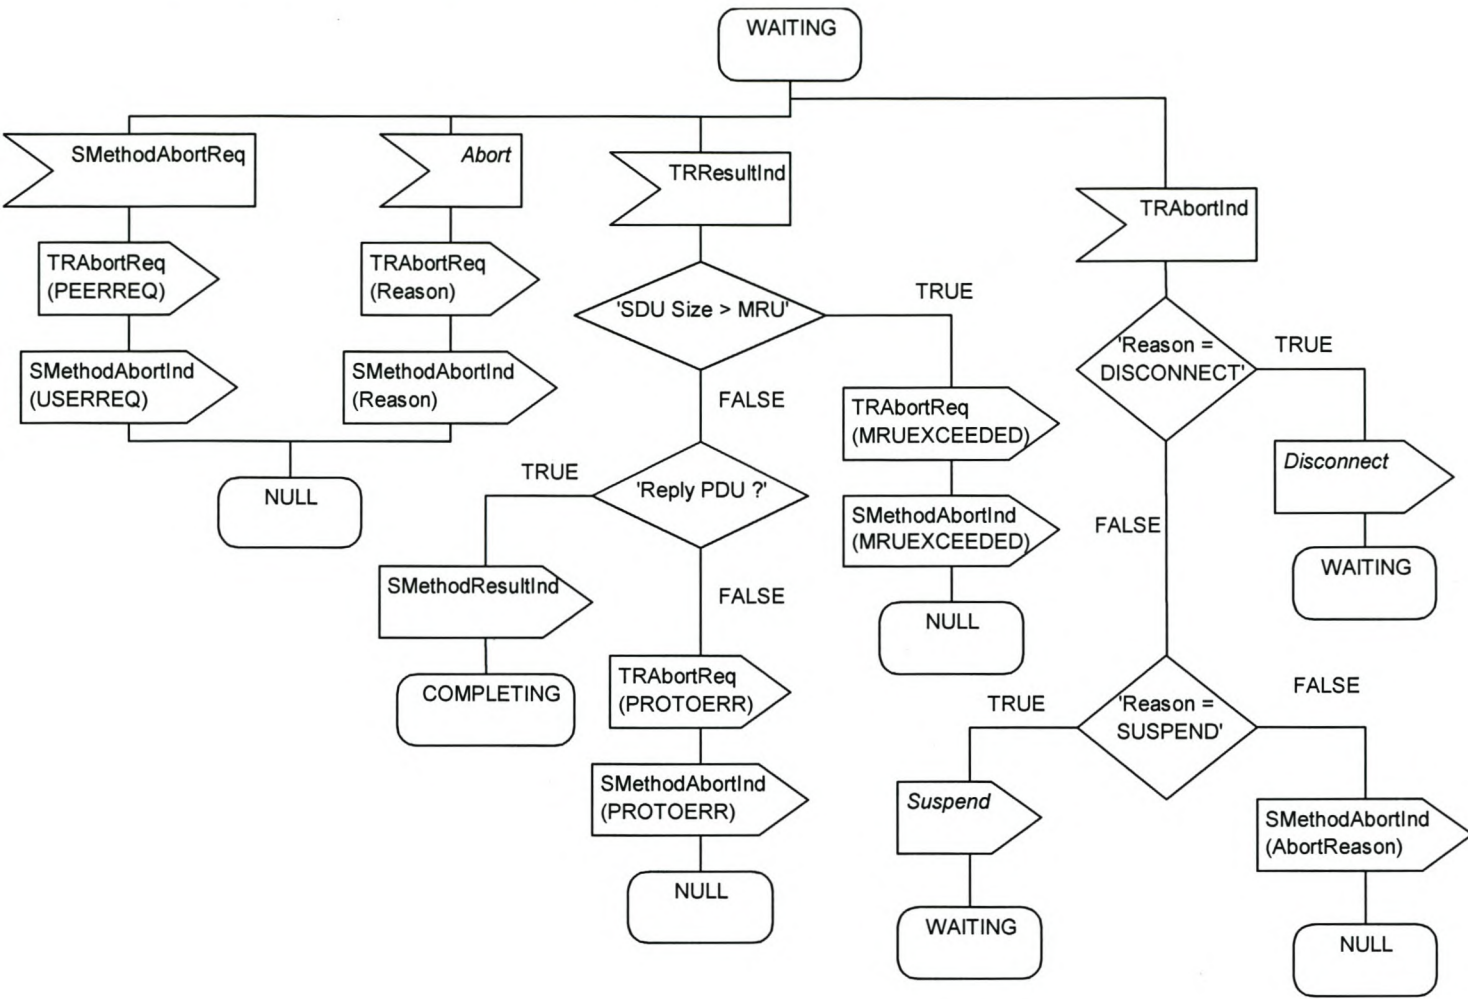 WAITING
SMethodAbortReq
Abort
TRResultInd
TRAbortInd
TRAbortReq
(PEERREQ)
TRAbortReq
(Reason)
'SDU Size > MRU'
TRUE
'Reason =
DISCONNECT'
TRUE
SMethodAbortInd
(USERREQ)
SMethodAbortInd
(Reason)
FALSE
TRAbortReq
(MRUEXCEEDED)
Disconnect
NULL
TRUE
'Reply PDU ?'
SMethodAbortInd
(MRUEXCEEDED)
FALSE
WAITING
SMethodResultInd
FALSE
NULL
COMPLETING
TRAbortReq
(PROTOERR)
TRUE
'Reason =
SUSPEND'
FALSE
SMethodAbortInd
(PROTOERR)
Suspend
SMethodAbortInd
(AbortReason)
NULL
WAITING
NULL